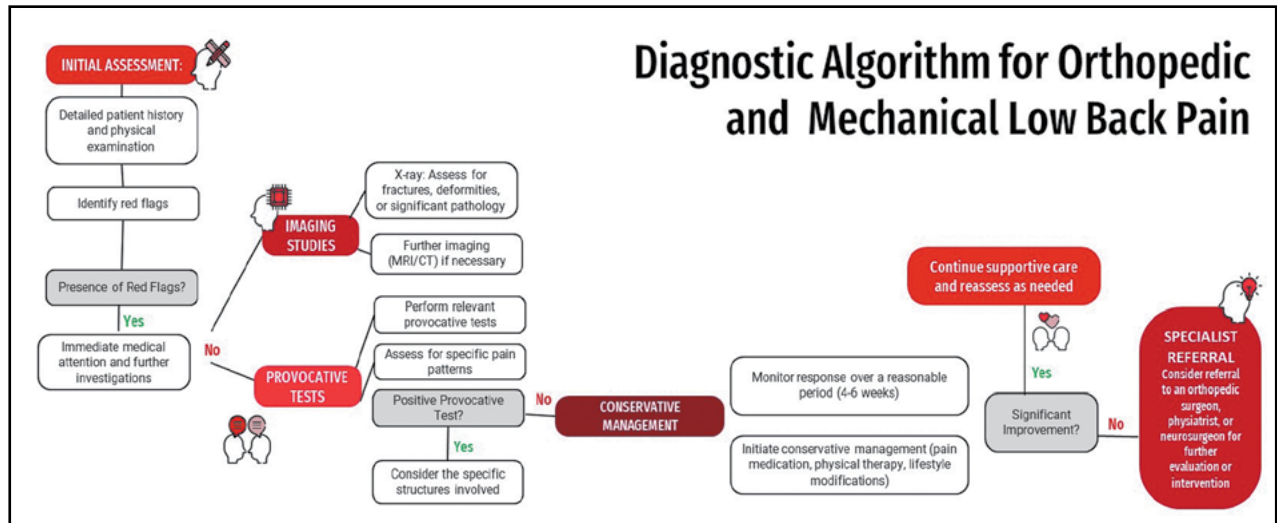 Diagnostic Algorithm for Orthopedic
and Mechanical Low Back Pain
INITIAL ASSESSMENT:
Detailed patient history
and physical
examination
Identify red flags
Presence of Red Flags?
Yes
Immediate medical
attention and further
investigations
No
IMAGING
STUDIES
X-ray: Assess for
fractures, deformities,
or significant pathology
Further imaging
(MRI/CT) if necessary
PROVOCATIVE
TESTS
Perform relevant
provocative tests
Assess for specific pain
patterns
Positive Provocative
Test?
Yes
Consider the specific
structures involved
No
CONSERVATIVE
MANAGEMENT
Monitor response over a reasonable
period (4-6 weeks)
Initiate conservative management (pain
medication, physical therapy, lifestyle
modifications)
Continue supportive care
and reassess as needed
Yes
Significant
Improvement?
No
SPECIALIST
REFERRAL
Consider referral
to an orthopedic
surgeon,
physiatrist, or
neurosurgeon for
further
evaluation or
intervention